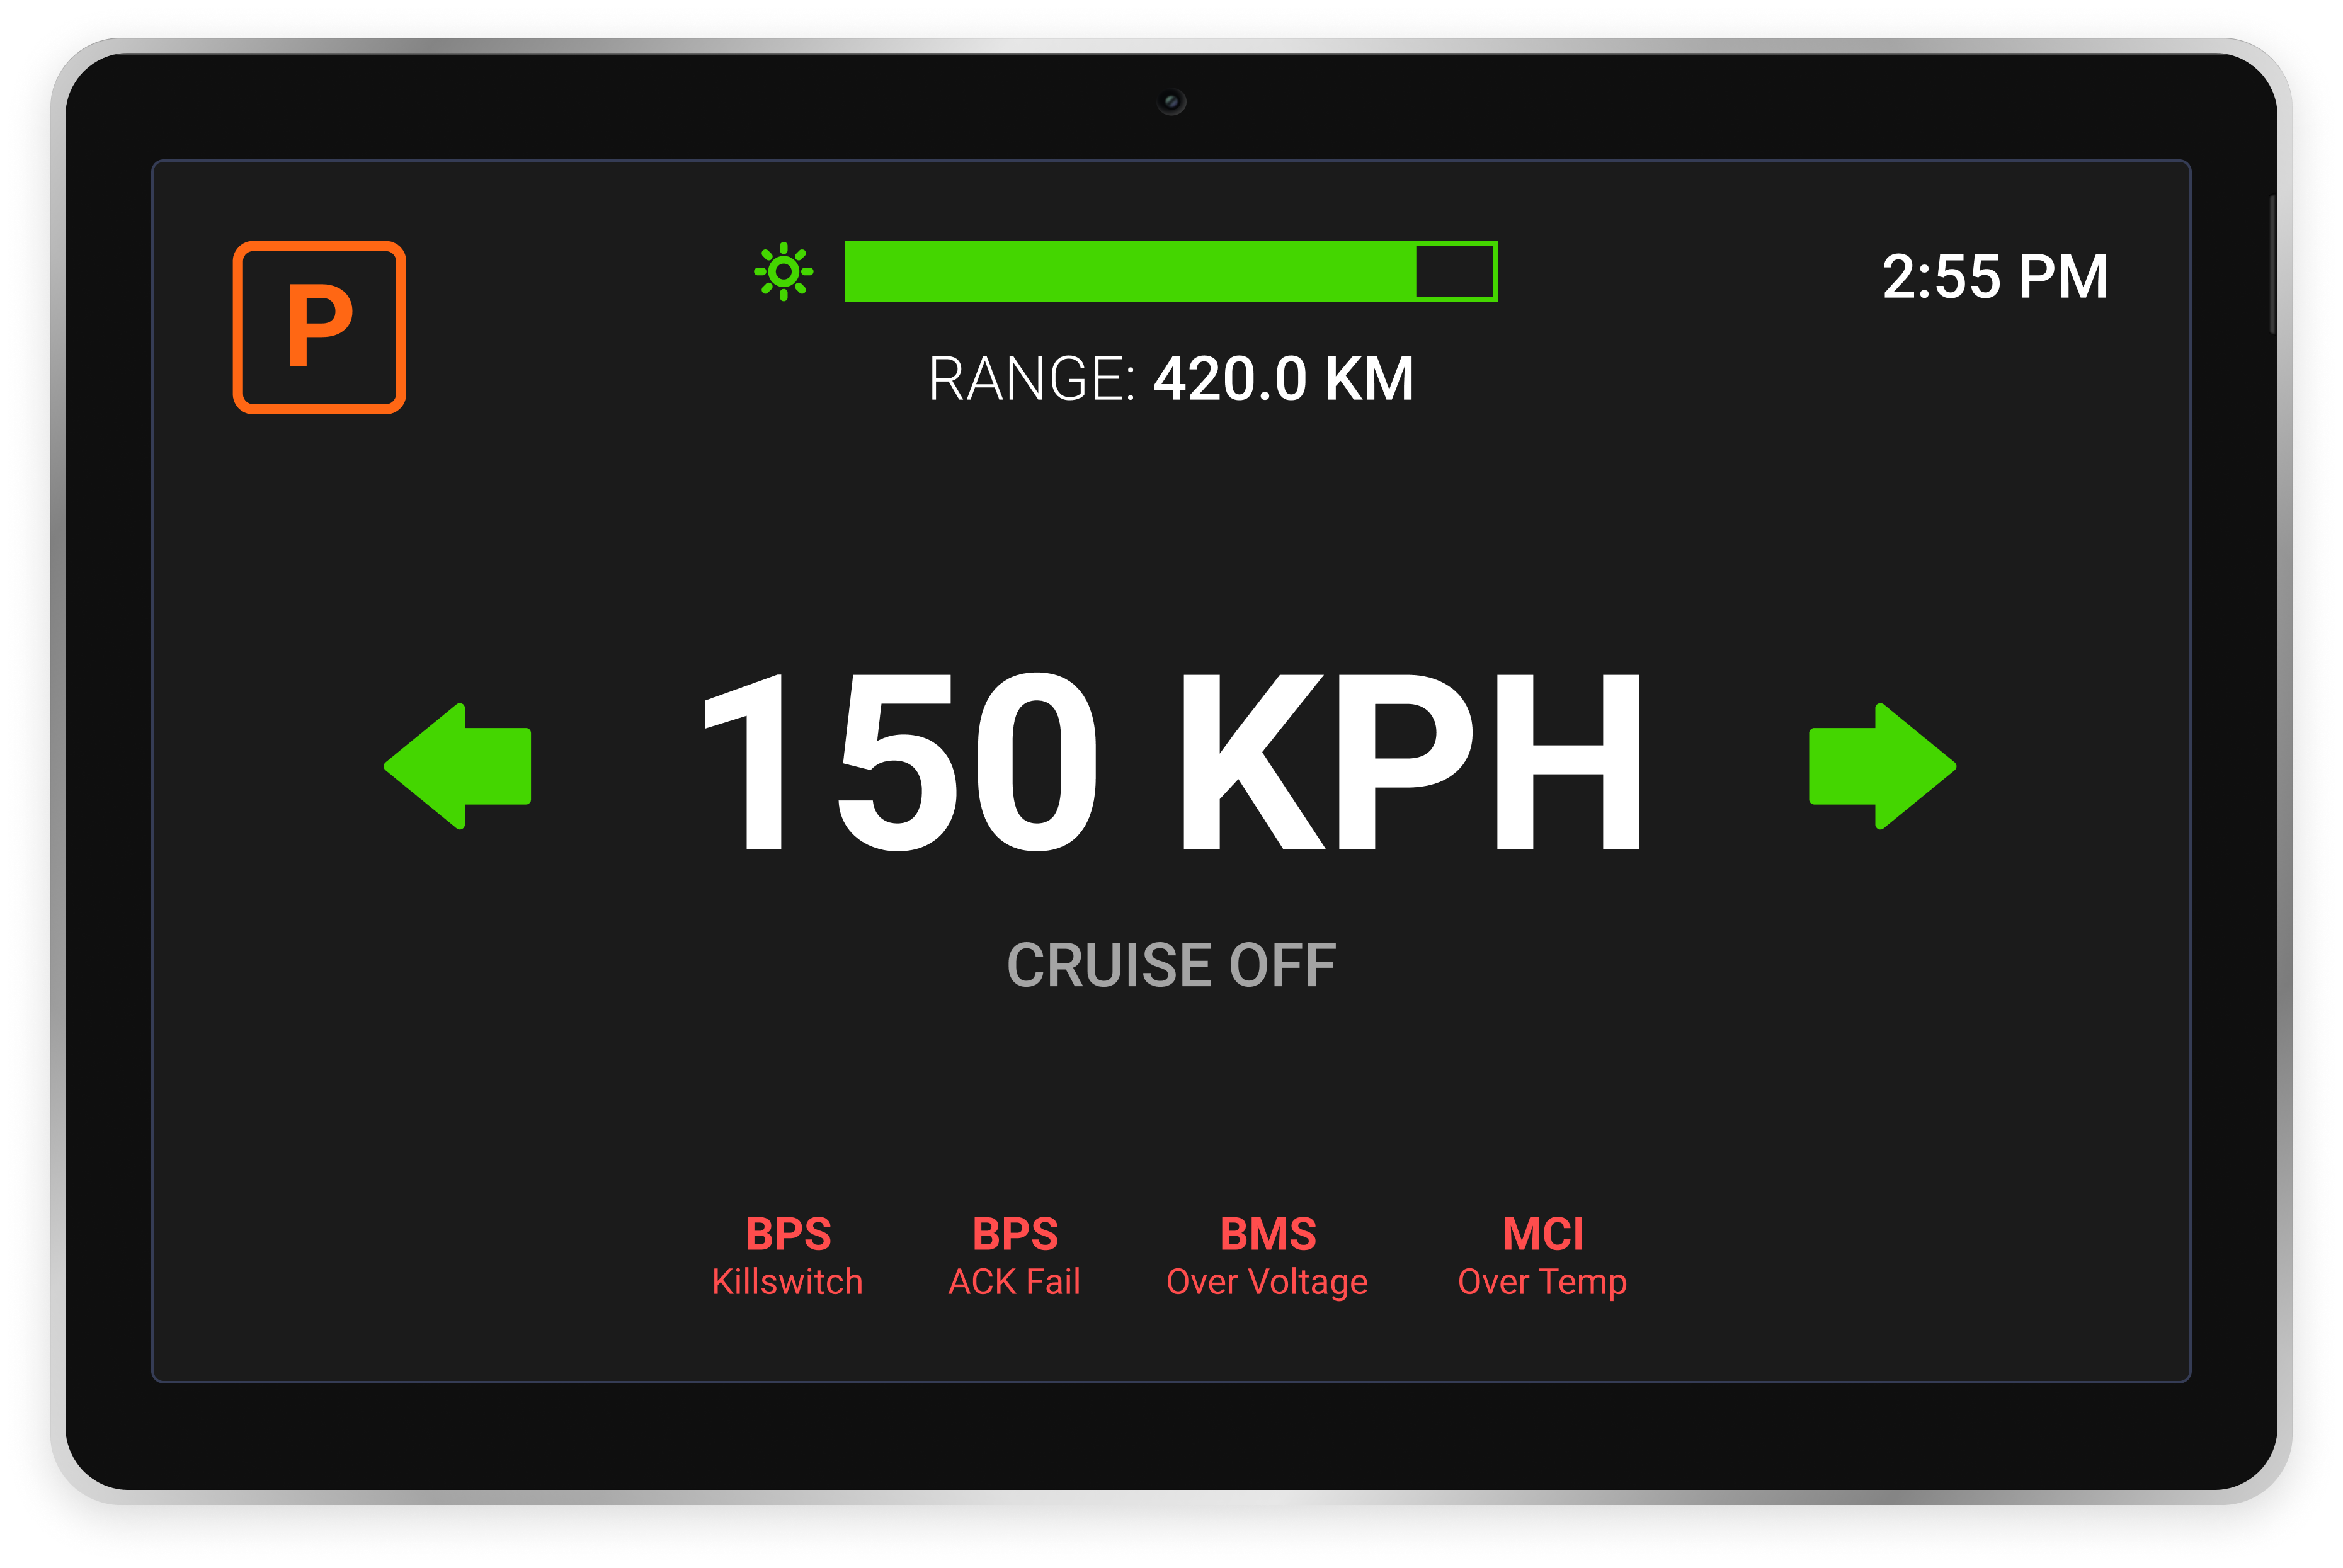 P
2:55 PM
RANGE: 420.0 KM
150 KPH
CRUISE OFF
BPS
Killswitch
BPS
ACK Fail
BMS
Over Voltage
MCI
Over Temp